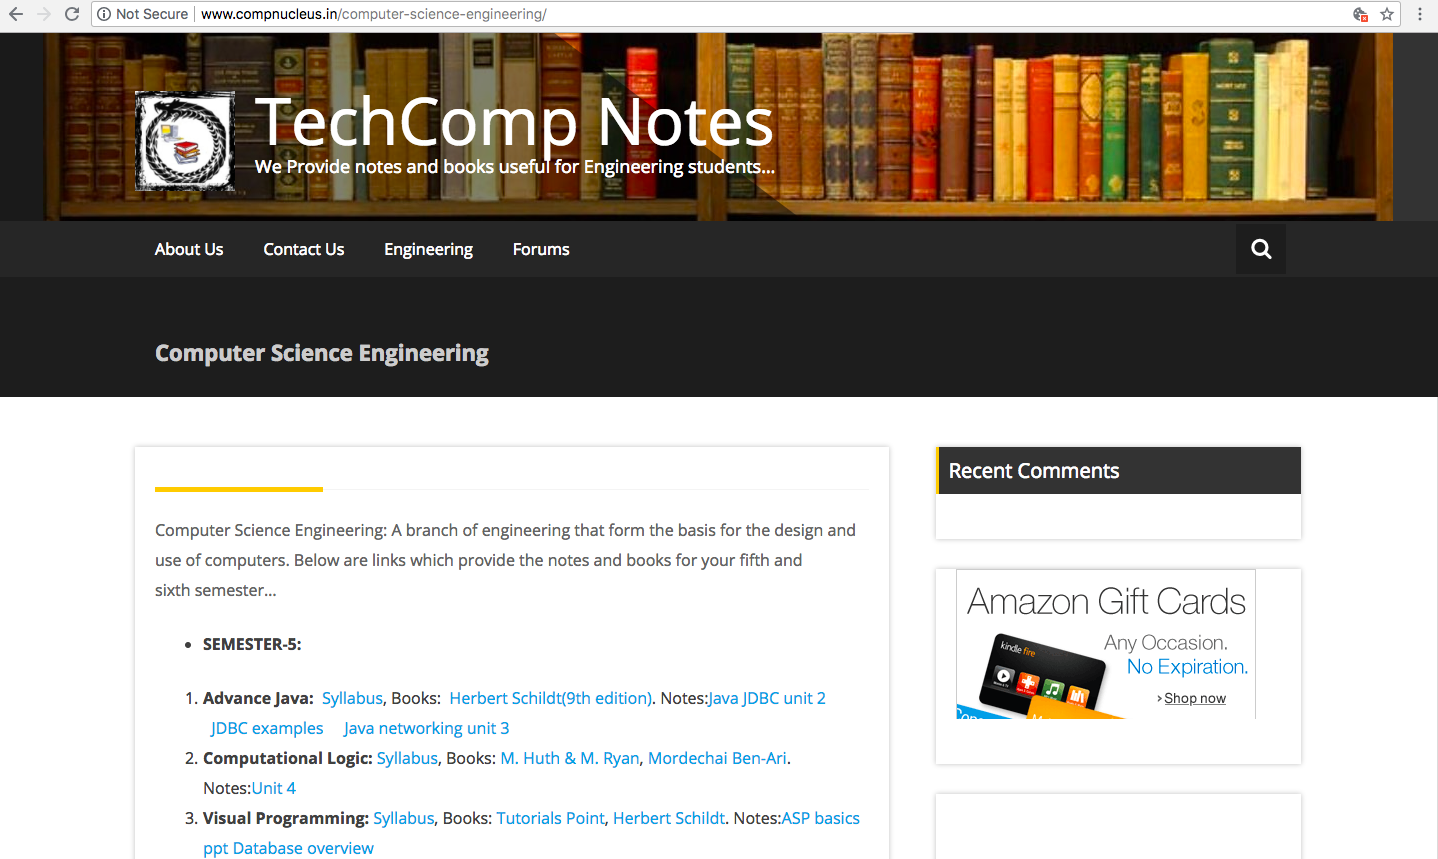 Not Secure www.compnucleus.in/computer-science-engineering/
TechComp Notes
We Provide notes and books useful for Engineering students...
About Us Contact Us Engineering Forums
Computer Science Engineering
Computer Science Engineering: A branch of engineering that form the basis for the design and
use of computers. Below are links which provide the notes and books for your fifth and
sixth semester...
• SEMESTER-5:
1. Advance Java: Syllabus, Books: Herbert Schildt(9th edition). Notes:Java JDBC unit 2
JDBC examples Java networking unit 3
2. Computational Logic: Syllabus, Books: M. Huth & M. Ryan, Mordechai Ben-Ari.
Notes:Unit 4
3. Visual Programming: Syllabus, Books: Tutorials Point, Herbert Schildt. Notes:ASP basics
ppt Database overview
Recent Comments
Amazon Gift Cards
Any Occasion.
No Expiration.
kindle fire
› Shop now